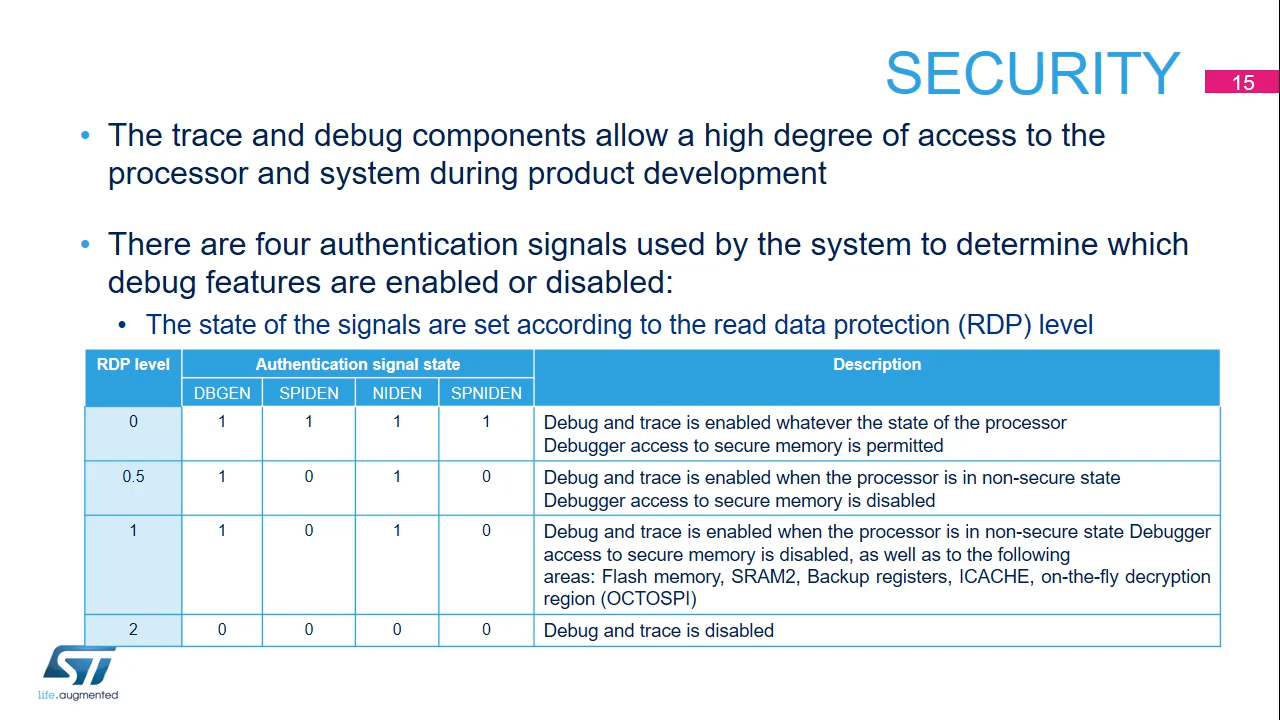 SECURITY
15
• The trace and debug components allow a high degree of access to the
processor and system during product development
• There are four authentication signals used by the system to determine which
debug features are enabled or disabled:
• The state of the signals are set according to the read data protection (RDP) level
RDP level Authentication signal state Description
DBGEN SPIDEN NIDEN SPNIDEN
0 1 1 1 1 Debug and trace is enabled whatever the state of the processor
Debugger access to secure memory is permitted
0.5 1 0 1 0 Debug and trace is enabled when the processor is in non-secure state
Debugger access to secure memory is disabled
1 1 0 1 0 Debug and trace is enabled when the processor is in non-secure state Debugger
access to secure memory is disabled, as well as to the following
areas: Flash memory, SRAM2, Backup registers, ICACHE, on-the-fly decryption
region (OCTOSPI)
2 0 0 0 0 Debug and trace is disabled
ST
life.augmented